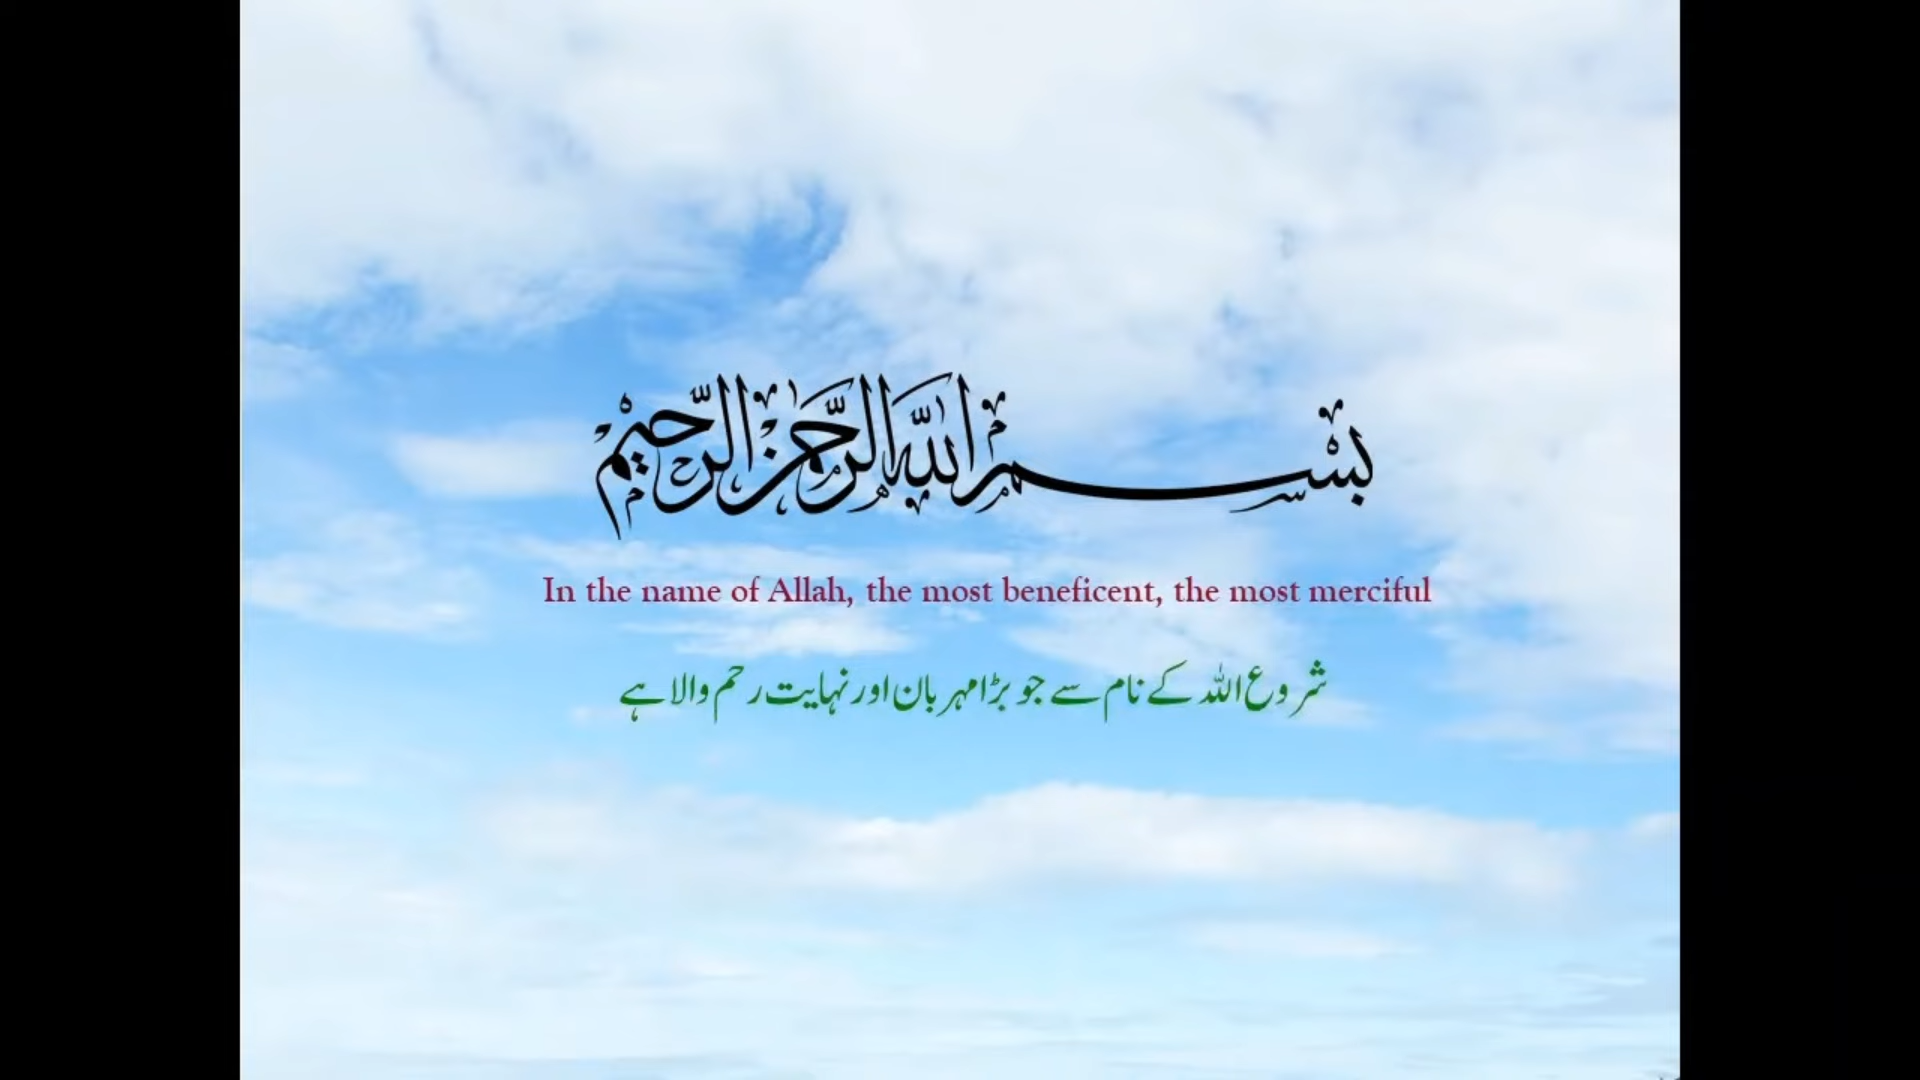 بسم الله الرحمن الرحيم
In the name of Allah, the most beneficent, the most merciful
شروع اللہ کے نام سے جو بڑا مہربان اور نہایت رحم والا ہے